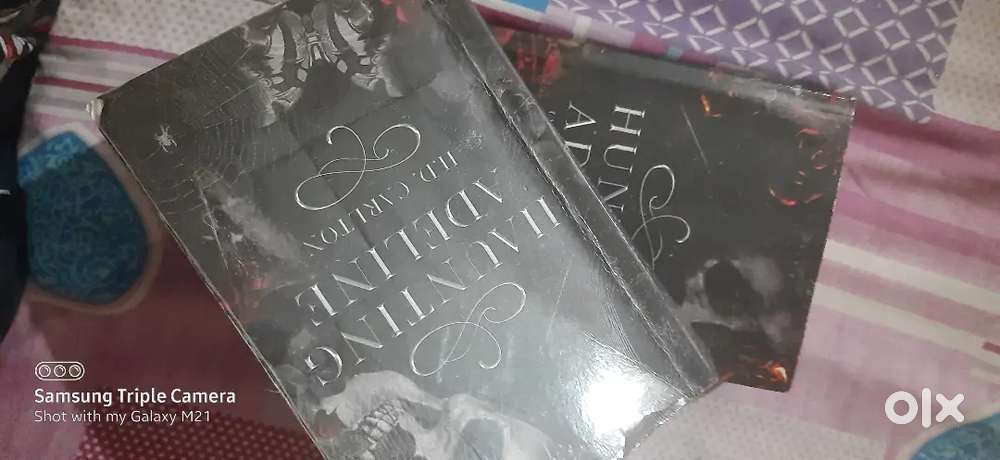 HAUNTING
ADELINE
H.D. CARLTON
HUN
AD
Samsung Triple Camera
Shot with my Galaxy M21
olx